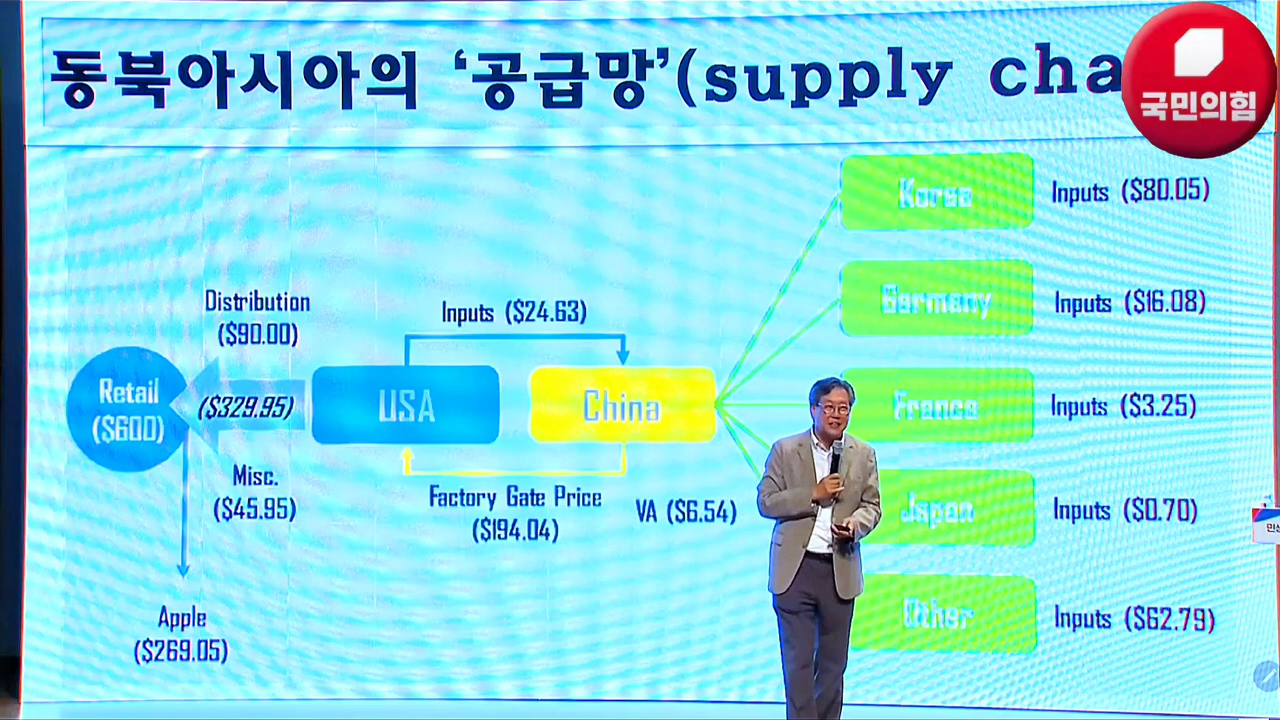 동북아시아의 ‘공급망’(supply cha
국민의힘
Korea
Inputs ($80.05)
Germany
Inputs ($16.08)
Distribution
($90.00)
Inputs ($24.63)
Retail
($600)
($329.95)
USA
China
France
Inputs ($3.25)
Misc.
($45.95)
Factory Gate Price
($194.04)
VA ($6.54)
Japan
Inputs ($0.70)
Apple
($269.05)
Other
Inputs ($62.79)